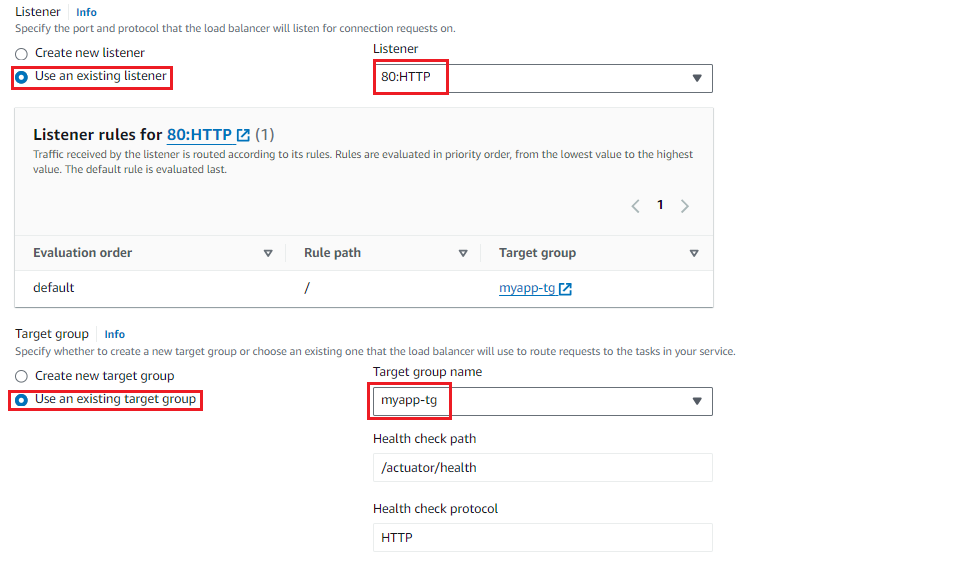 Listener Info
Specify the port and protocol that the load balancer will listen for connection requests on.
Create new listener
Use an existing listener
Listener
80:HTTP
Listener rules for 80:HTTP (1)
Traffic received by the listener is routed according to its rules. Rules are evaluated in priority order, from the lowest value to the highest
value. The default rule is evaluated last.
1
Evaluation order Rule path Target group
default / myapp-tg
Target group Info
Specify whether to create a new target group or choose an existing one that the load balancer will use to route requests to the tasks in your service.
Create new target group
Use an existing target group
Target group name
myapp-tg
Health check path
/actuator/health
Health check protocol
HTTP